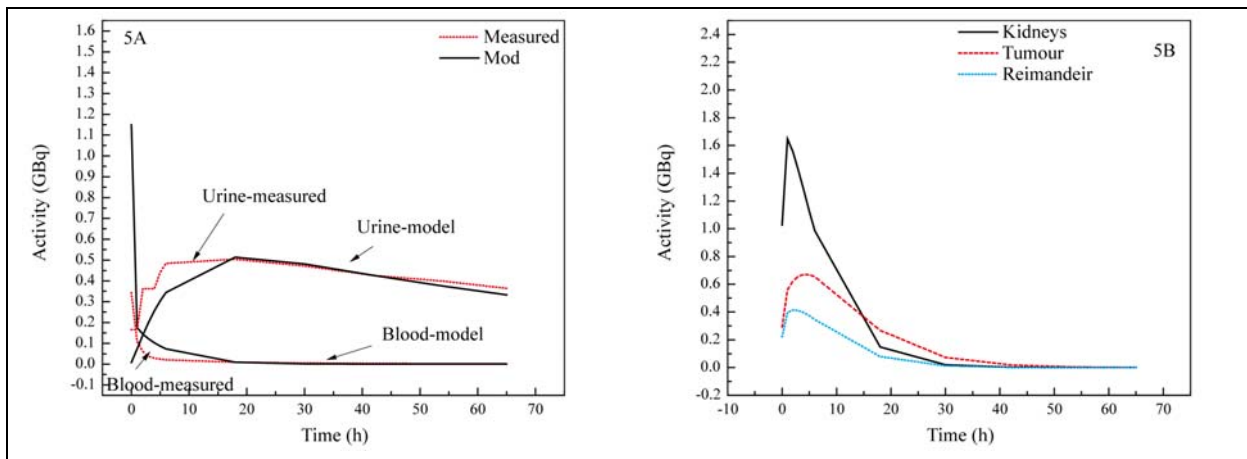 5A
Measured
Mod
1.6
1.5
1.4
1.3
1.2
1.1
1.0
0.9
0.8
0.7
0.6
0.5
0.4
0.3
0.2
0.1
0.0
-0.1
Activity (GBq)
Urine-measured
Urine-model
Blood-model
Blood-measured
0 10 20 30 40 50 60 70
Time (h)
Kidneys
5B
Tumour
Reimandeir
2.4
2.2
2.0
1.8
1.6
1.4
1.2
1.0
0.8
0.6
0.4
0.2
0.0
-0.2
Activity (GBq)
-10 0 10 20 30 40 50 60 70
Time (h)